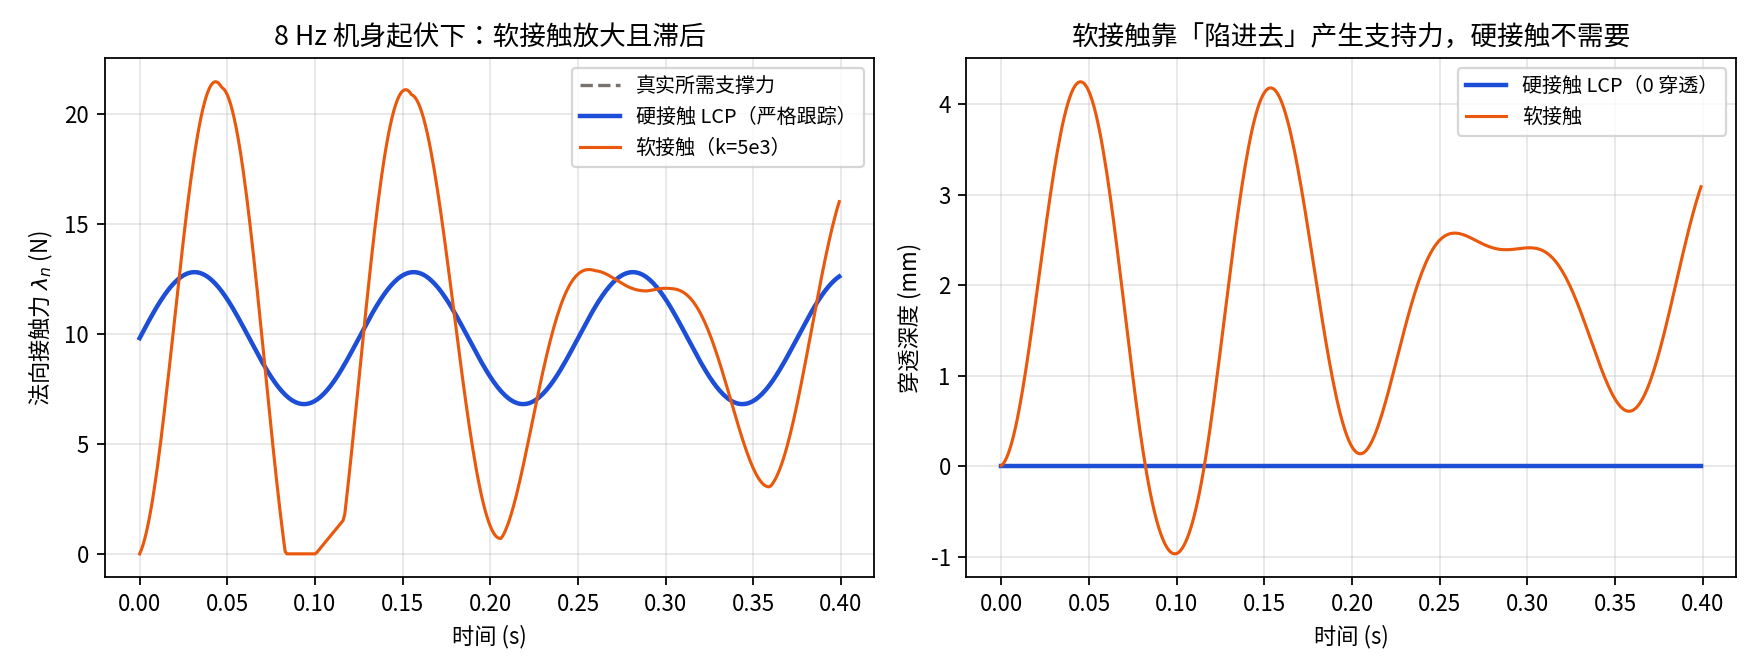 8 Hz 机身起伏下：软接触放大且滞后
真实所需支撑力
硬接触 LCP（严格跟踪）
软接触（k=5e3）
法向接触力 λn (N)
20
15
10
5
0
0.00 0.05 0.10 0.15 0.20 0.25 0.30 0.35 0.40
时间 (s)
软接触靠「陷进去」产生支持力，硬接触不需要
硬接触 LCP（0 穿透）
软接触
穿透深度 (mm)
4
3
2
1
0
-1
0.00 0.05 0.10 0.15 0.20 0.25 0.30 0.35 0.40
时间 (s)